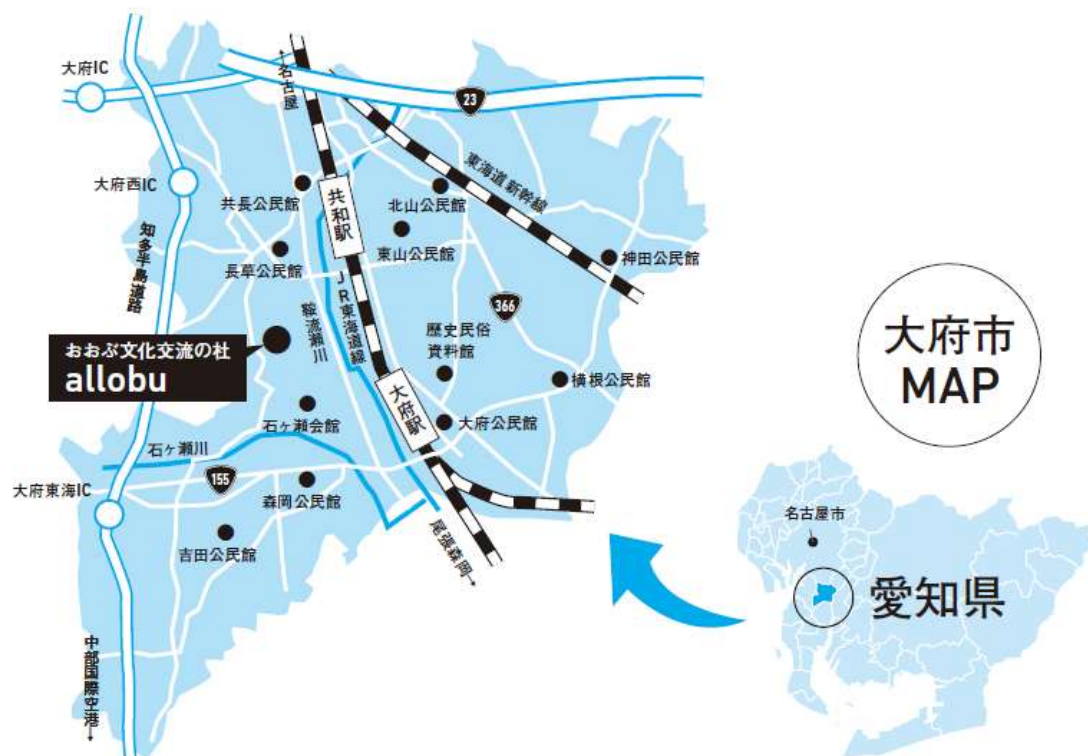 大府IC
←名古屋
23
大府西IC
共長公民館
共和駅
北山公民館
東海道新幹線
東山公民館
神田公民館
長草公民館
知多半島道路
鞍流瀬川
JR東海道線
366
おおぶ文化交流の杜
allobu
歴史民俗
資料館
横根公民館
大府市
MAP
石ヶ瀬会館
大府駅
大府公民館
石ヶ瀬川
155
大府東海IC
森岡公民館
吉田公民館
尾張森岡→
名古屋市
愛知県
中部国際空港→